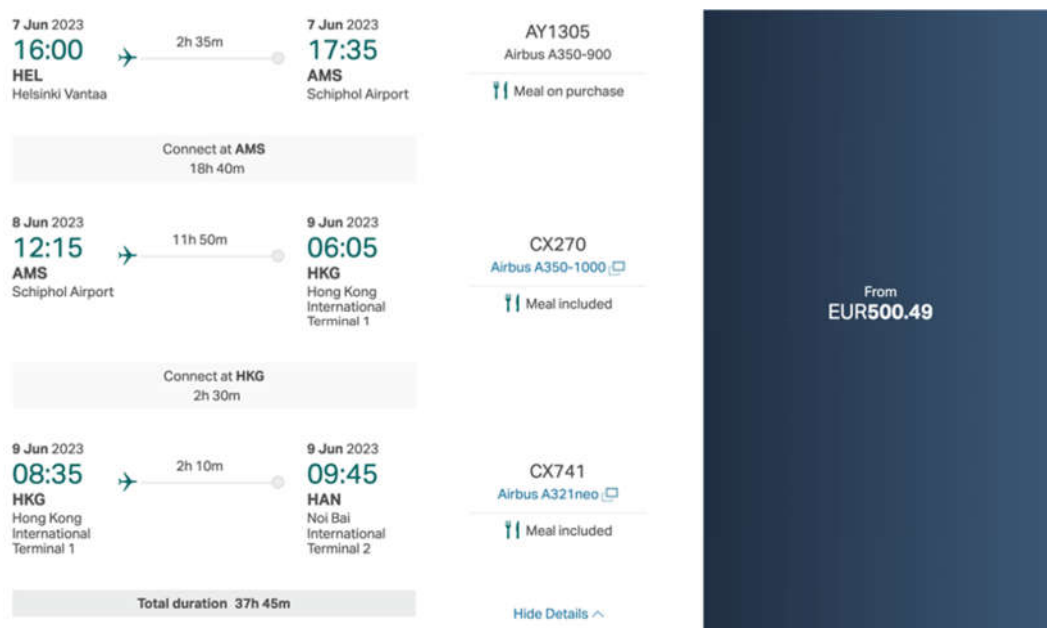 7 Jun 2023
16:00
HEL
Helsinki Vantaa
2h 35m
7 Jun 2023
17:35
AMS
Schiphol Airport
AY1305
Airbus A350-900
Meal on purchase
Connect at AMS
18h 40m
8 Jun 2023
12:15
AMS
Schiphol Airport
11h 50m
9 Jun 2023
06:05
HKG
Hong Kong
International
Terminal 1
CX270
Airbus A350-1000
Meal included
From
EUR500.49
Connect at HKG
2h 30m
9 Jun 2023
08:35
HKG
Hong Kong
International
Terminal 1
2h 10m
9 Jun 2023
09:45
HAN
Noi Bai
International
Terminal 2
CX741
Airbus A321neo
Meal included
Total duration 37h 45m
Hide Details